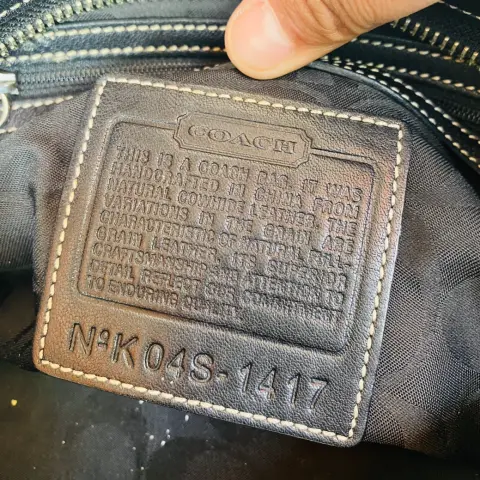 COACH
THIS IS A COACH BAG. IT WAS
HANDCRAFTED IN CHINA FROM
NATURAL COWHIDE LEATHER. THE
VARIATIONS IN THE GRAIN ARE
CHARACTERISTIC OF NATURAL FULL
GRAIN LEATHER. ITS SUPERIOR
CRAFTSMANSHIP AND ATTENTION TO
DETAIL REFLECT OUR COMMITMENT
TO ENDURING QUALITY.
Nº K04S-1417